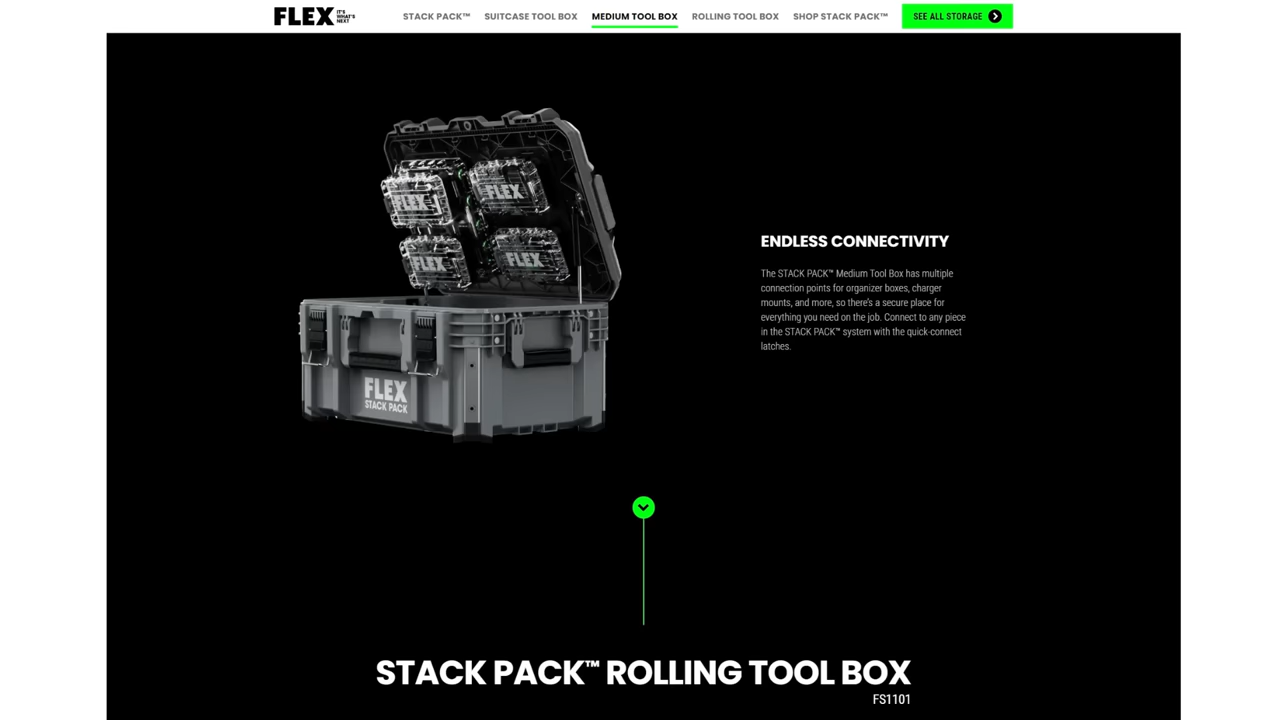 FLEX IT'S WHAT'S NEXT
STACK PACK™ SUITCASE TOOL BOX MEDIUM TOOL BOX ROLLING TOOL BOX SHOP STACK PACK™ SEE ALL STORAGE
FLEX
FLEX
FLEX
FLEX
FLEX
STACK PACK
ENDLESS CONNECTIVITY
The STACK PACK™ Medium Tool Box has multiple
connection points for organizer boxes, charger
mounts, and more, so there's a secure place for
everything you need on the job. Connect to any piece
in the STACK PACK™ system with the quick-connect
latches.
STACK PACK™ ROLLING TOOL BOX
FS1101